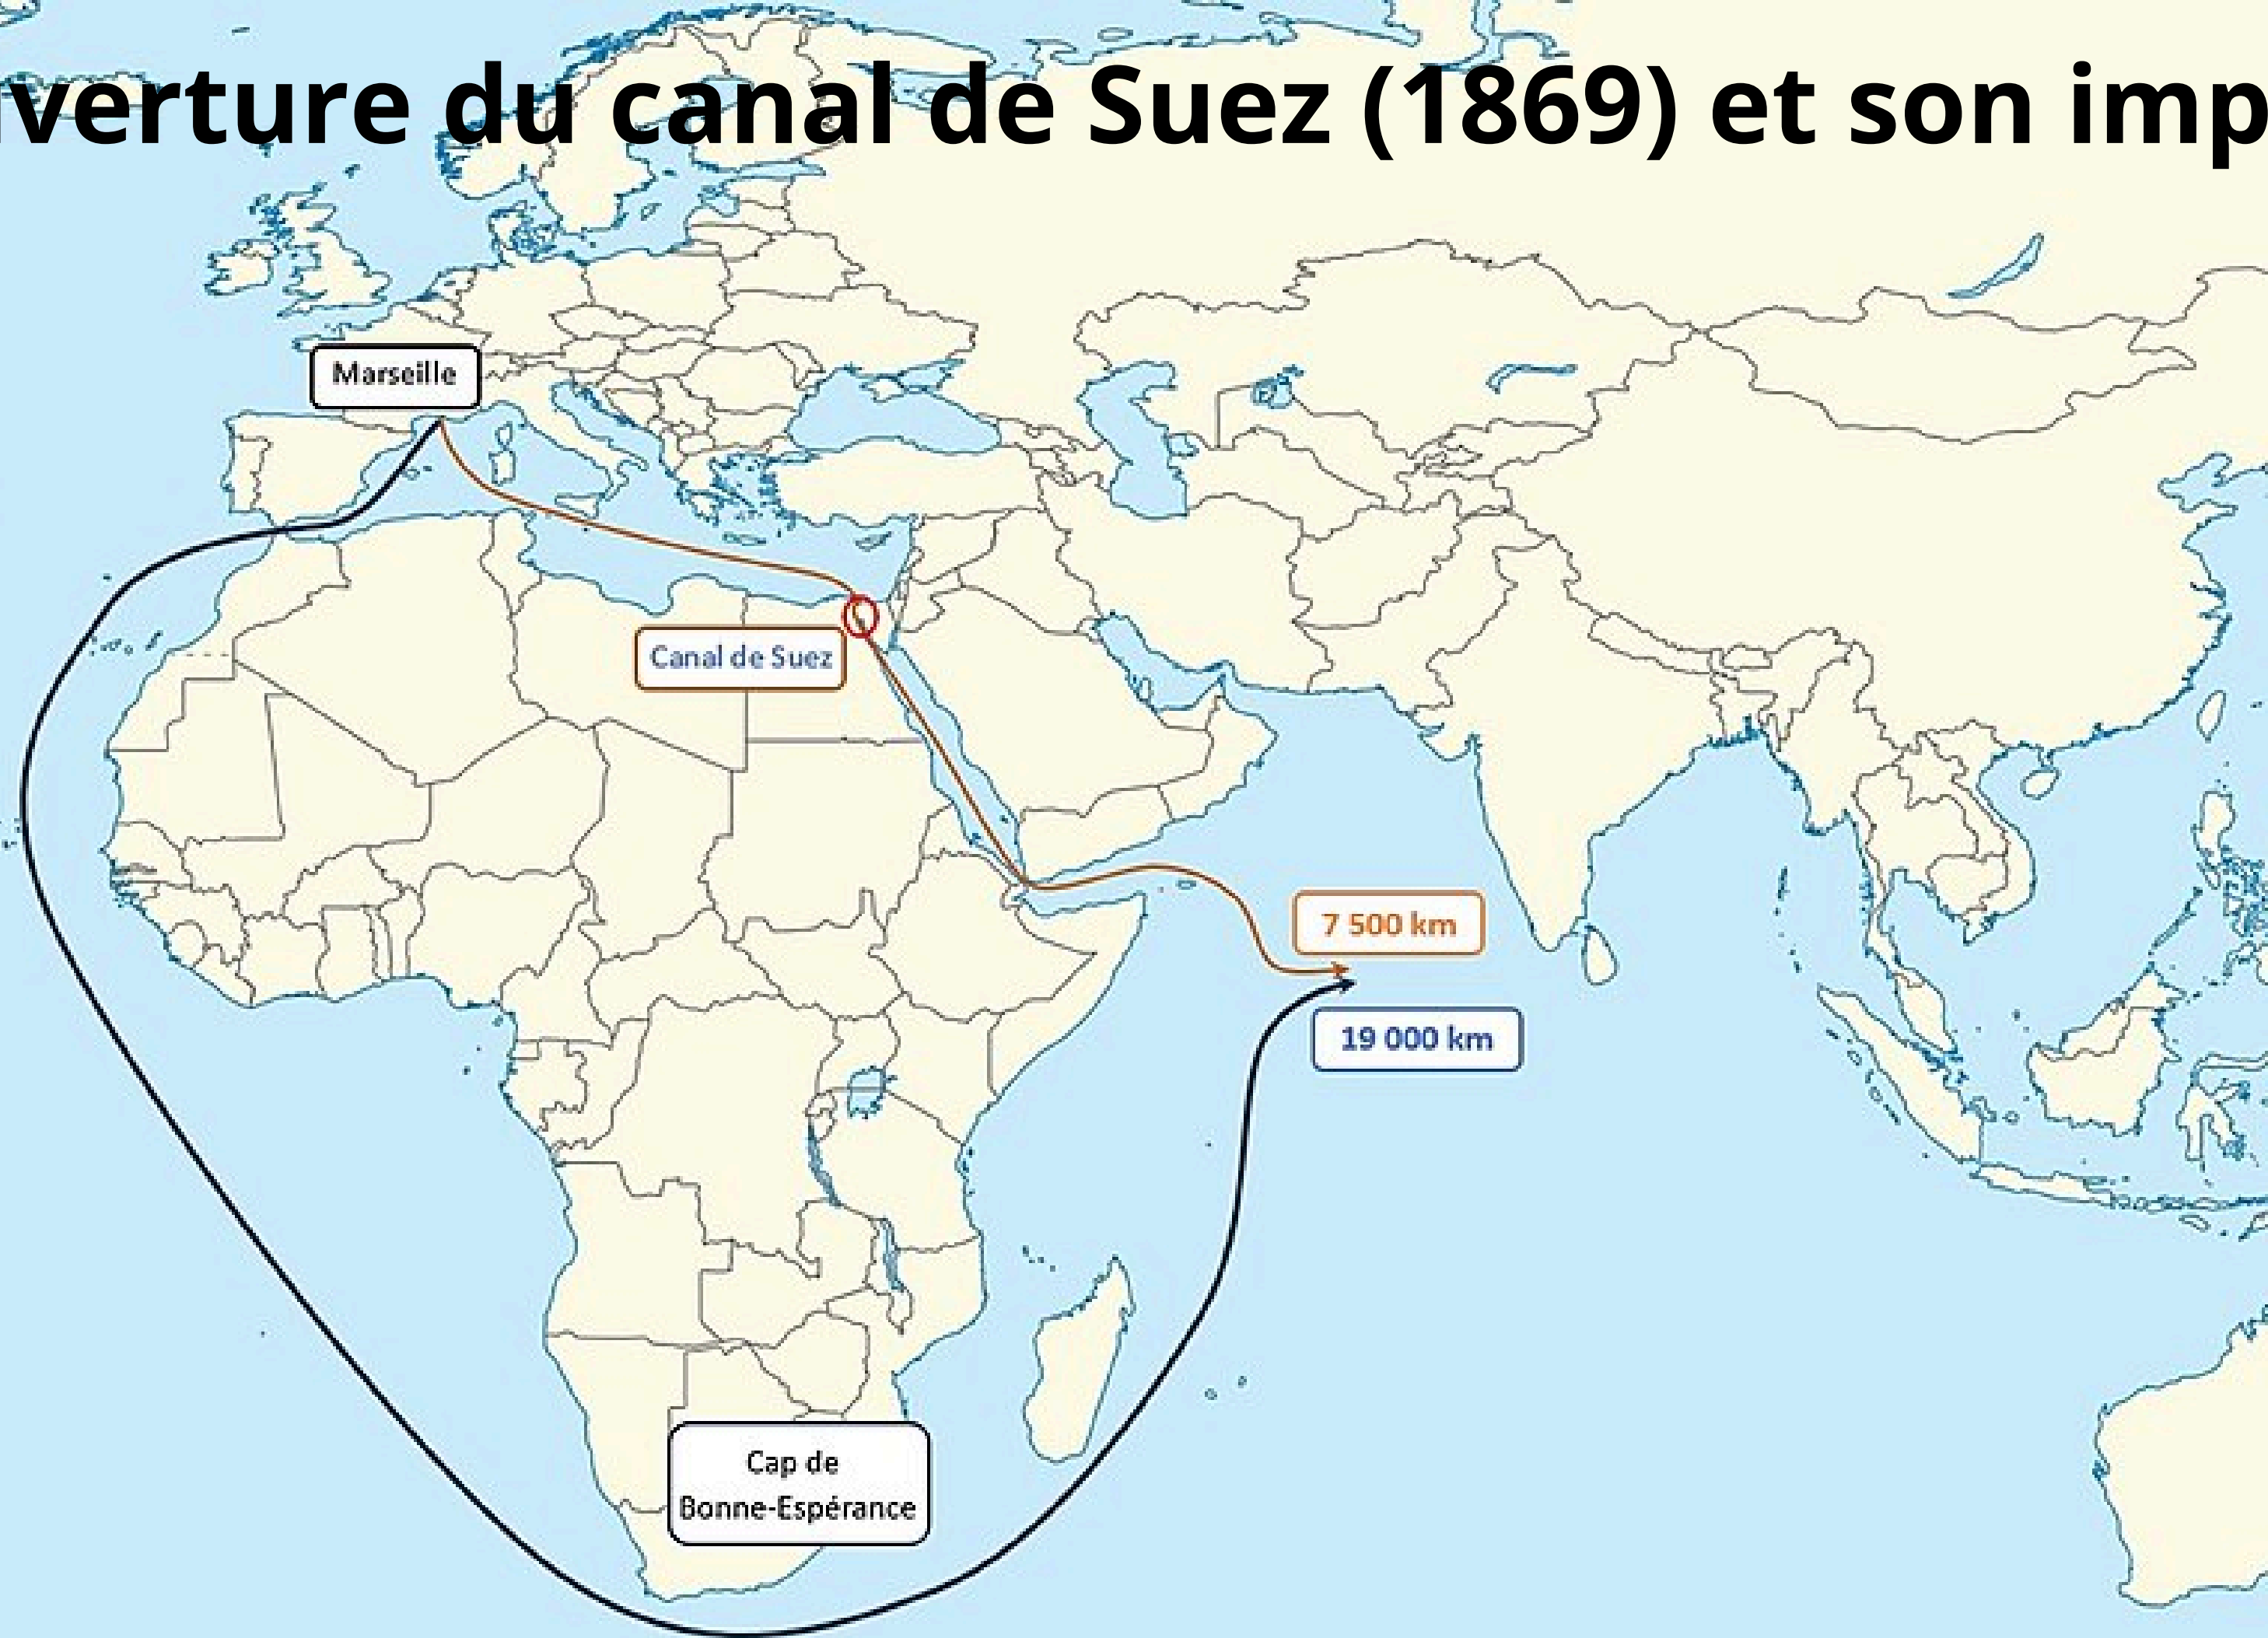 verture du canal de Suez (1869) et son imp
Marseille
Canal de Suez
7 500 km
19 000 km
Cap de
Bonne-Espérance